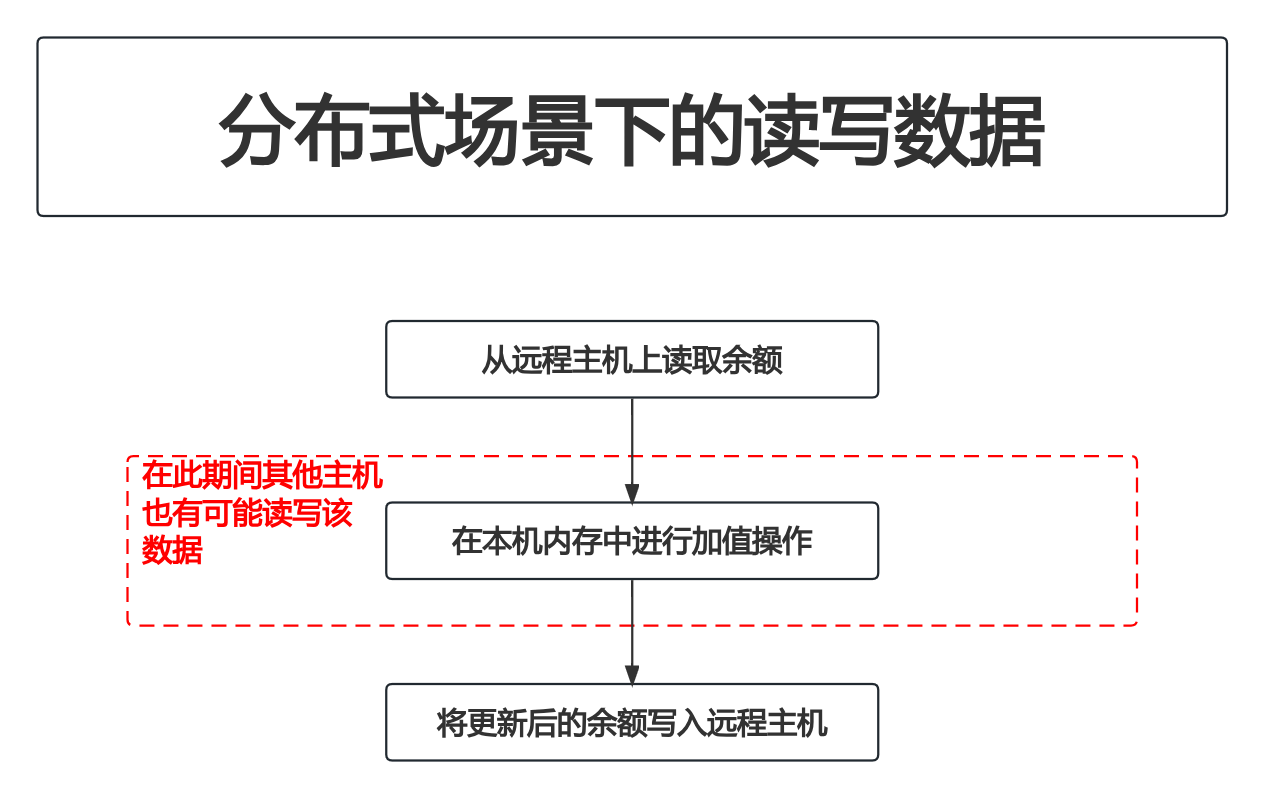 分布式场景下的读写数据
从远程主机上读取余额
在此期间其他主机
也有可能读写该
数据
在本机内存中进行加值操作
将更新后的余额写入远程主机